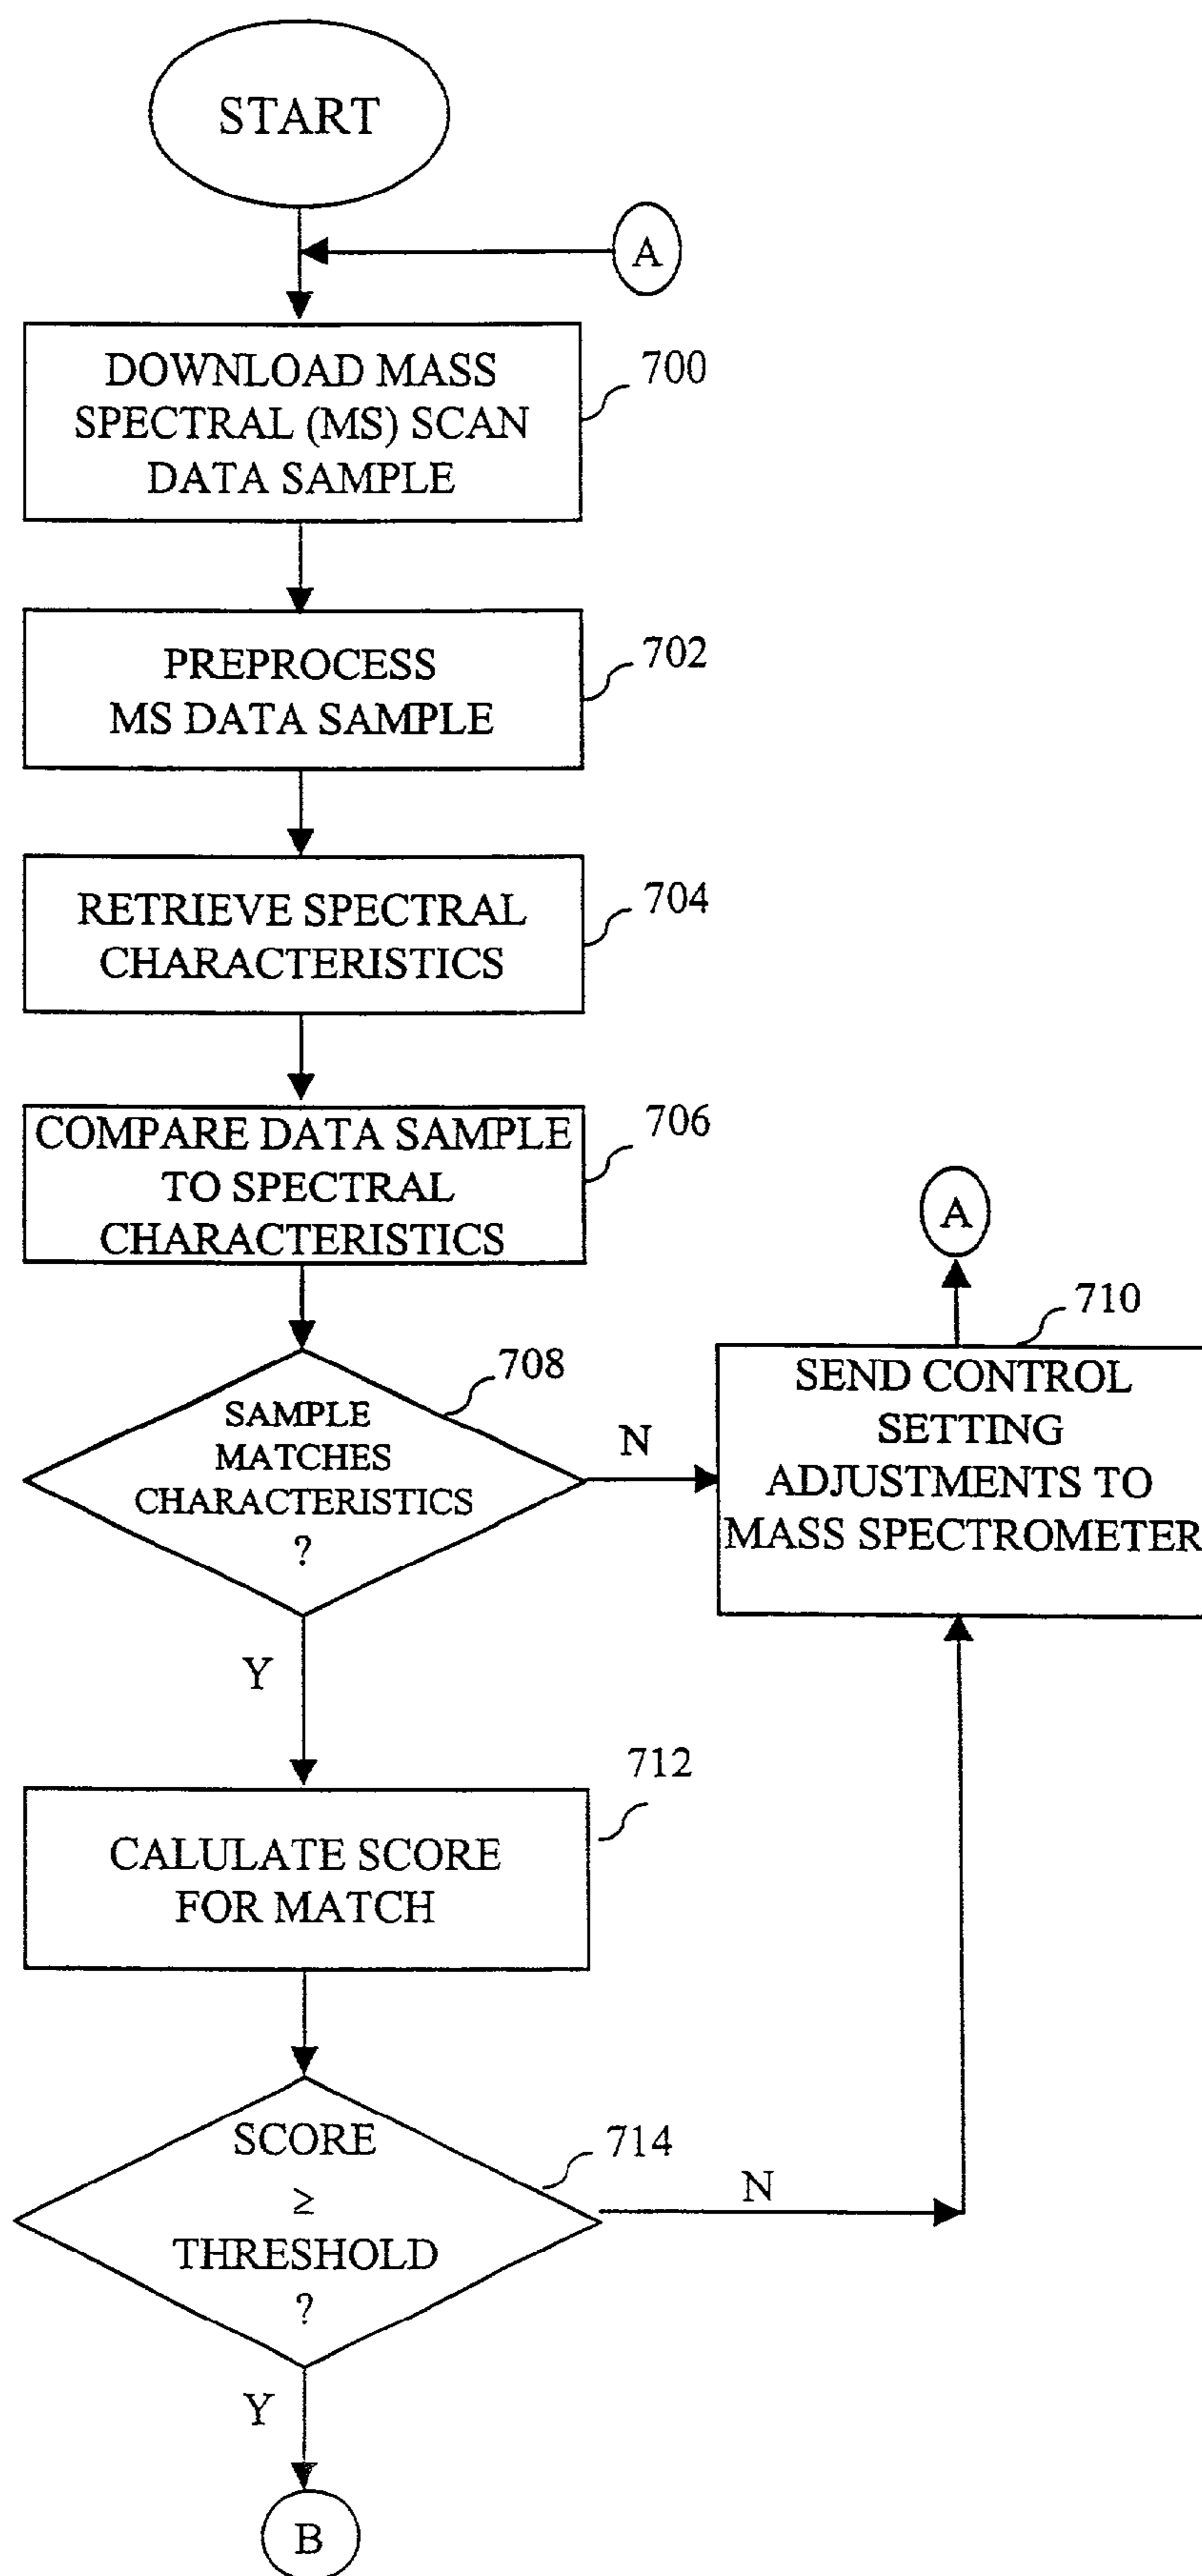 START
A
DOWNLOAD MASS
SPECTRAL (MS) SCAN
DATA SAMPLE
700
PREPROCESS
MS DATA SAMPLE
702
RETRIEVE SPECTRAL
CHARACTERISTICS
704
COMPARE DATA SAMPLE
TO SPECTRAL
CHARACTERISTICS
706
SAMPLE
MATCHES
CHARACTERISTICS
?
708
N
A
710
SEND CONTROL
SETTING
ADJUSTMENTS TO
MASS SPECTROMETER
Y
712
CALULATE SCORE
FOR MATCH
SCORE
≥
THRESHOLD
?
714
N
Y
B